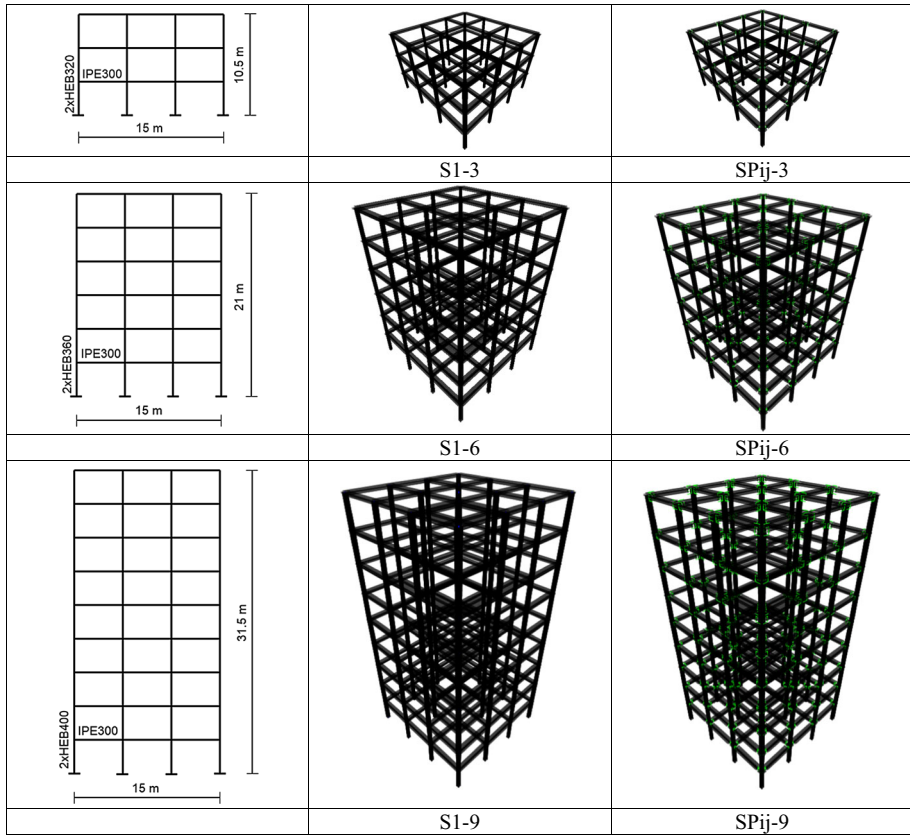 2xHEB320
IPE300
10.5 m
15 m
S1-3
SPij-3
2xHEB360
IPE300
21 m
15 m
S1-6
SPij-6
2xHEB400
IPE300
31.5 m
15 m
S1-9
SPij-9